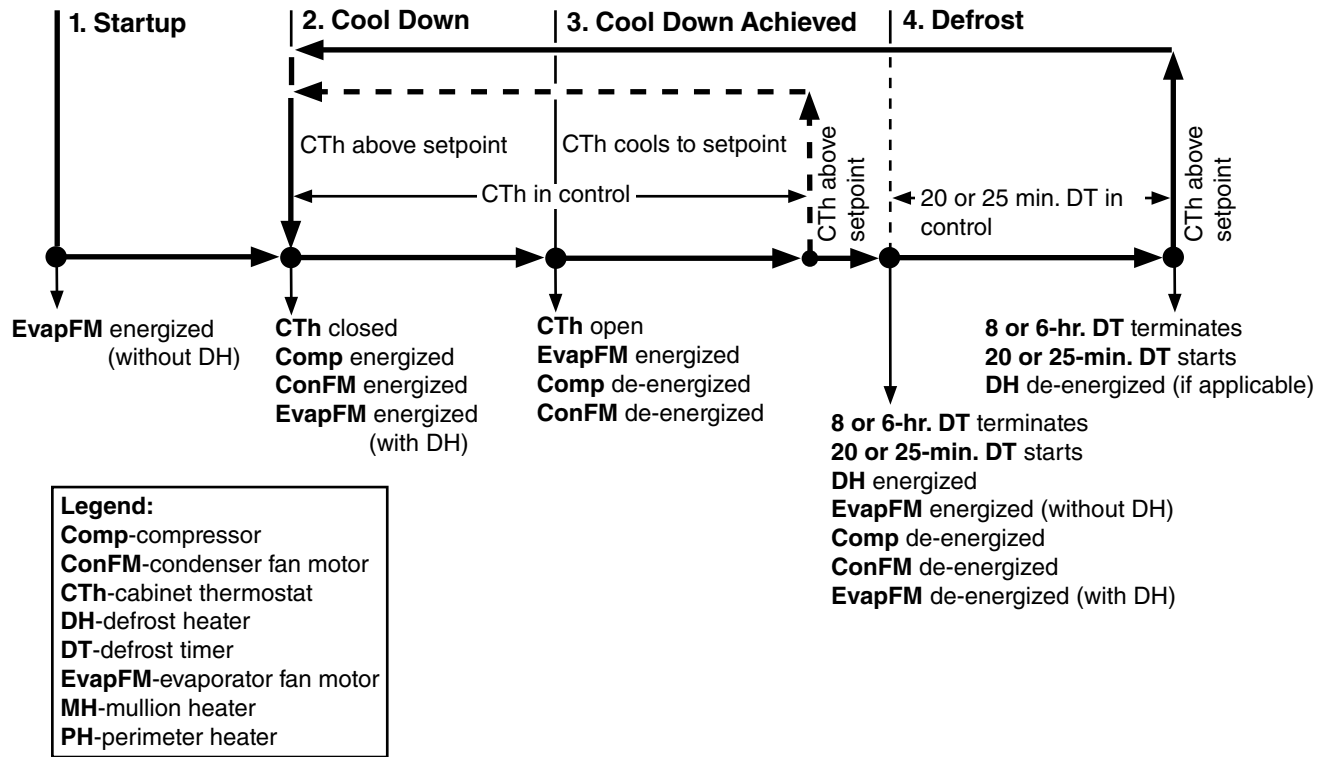 1. Startup
2. Cool Down
3. Cool Down Achieved
4. Defrost
CTh above setpoint
CTh cools to setpoint
CTh in control
CTh above
setpoint
20 or 25 min. DT in
control
CTh above
setpoint
EvapFM energized
(without DH)
CTh closed
Comp energized
ConFM energized
EvapFM energized
(with DH)
CTh open
EvapFM energized
Comp de-energized
ConFM de-energized
8 or 6-hr. DT terminates
20 or 25-min. DT starts
DH energized
EvapFM energized (without DH)
Comp de-energized
ConFM de-energized
EvapFM de-energized (with DH)
8 or 6-hr. DT terminates
20 or 25-min. DT starts
DH de-energized (if applicable)
Legend:
Comp-compressor
ConFM-condenser fan motor
CTh-cabinet thermostat
DH-defrost heater
DT-defrost timer
EvapFM-evaporator fan motor
MH-mullion heater
PH-perimeter heater